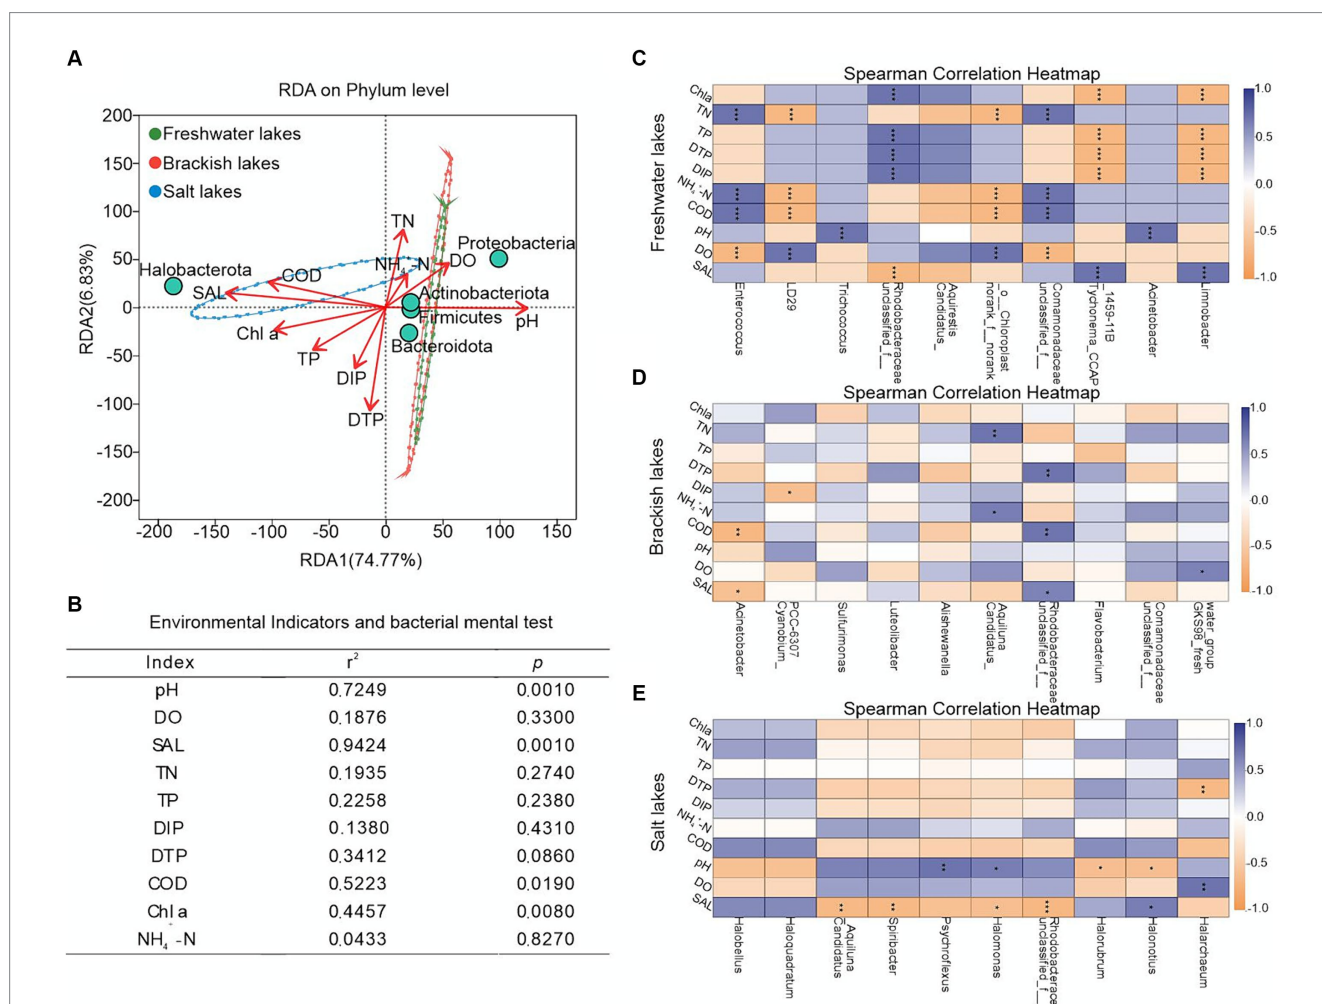 A
RDA on Phylum level
200
150
100
50
0
-50
-100
-150
-200
-200
-150
-100
-50
0
50
100
150
RDA2(6.83%)
RDA1(74.77%)
Freshwater lakes
Brackish lakes
Salt lakes
TN
Proteobacteria
NH₄⁺-N
DO
Halobacterota
COD
SAL
Actinobacteriota
Firmicutes
pH
Chl a
TP
Bacteroidota
DIP
DTP
B
Environmental Indicators and bacterial mental test
Index r² p
pH 0.7249 0.0010
DO 0.1876 0.3300
SAL 0.9424 0.0010
TN 0.1935 0.2740
TP 0.2258 0.2380
DIP 0.1380 0.4310
DTP 0.3412 0.0860
COD 0.5223 0.0190
Chl a 0.4457 0.0080
NH₄⁺-N 0.0433 0.8270
C
Spearman Correlation Heatmap
Freshwater lakes
Chla
TN
TP
DTP
DIP
NH₄⁺-N
COD
pH
DO
SAL
1.0
0.5
0.0
-0.5
-1.0
Enterococcus
LD29
Trichococcus
unclassified_f__
Rhodobacteraceae
Candidatus_
Aquirestis
norank_f__norank
_o__Chloroplast
unclassified_f__
Comamonadaceae
Tychonema_CCAP
_1459-11B
Acinetobacter
Limnobacter
D
Spearman Correlation Heatmap
Brackish lakes
Chla
TN
TP
DTP
DIP
NH₄⁺-N
COD
pH
DO
SAL
1.0
0.5
0.0
-0.5
-1.0
Acinetobacter
Cyanobium_
PCC-6307
Sulfurimonas
Luteolibacter
Alishewanella
Candidatus_
Aquiluna
unclassified_f__
Rhodobacteraceae
Flavobacterium
unclassified_f__
Comamonadaceae
GKS98_fresh
water_group
E
Spearman Correlation Heatmap
Salt lakes
Chla
TN
TP
DTP
DIP
NH₄⁺-N
COD
pH
DO
SAL
1.0
0.5
0.0
-0.5
-1.0
Halobellus
Haloquadratum
Candidatus
_Aquiluna
Spiribacter
Psychroflexus
Halomonas
unclassified_f__
Rhodobacterace
Halorubrum
Halonotius
Halarchaeum